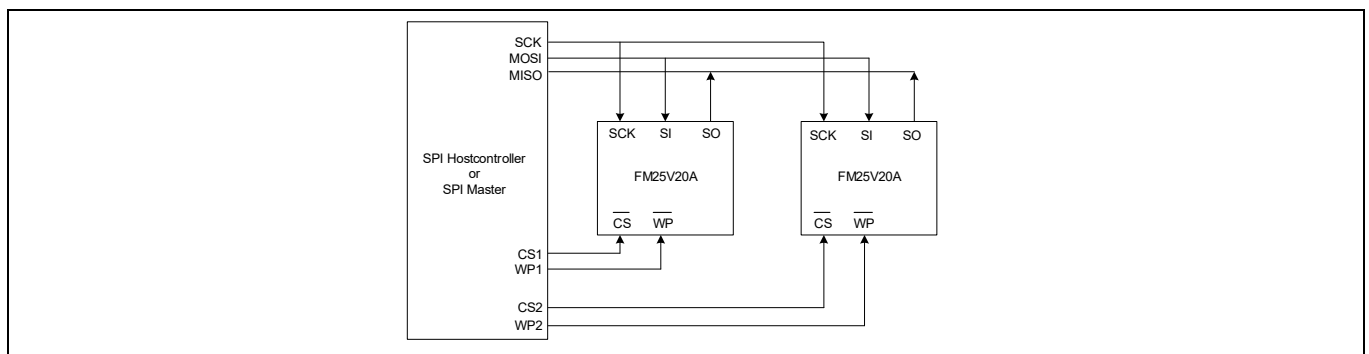 SCK
MOSI
MISO
SCK SI SO
SCK SI SO
SPI Hostcontroller
or
SPI Master
FM25V20A
FM25V20A
CS WP
CS WP
CS1
WP1
CS2
WP2